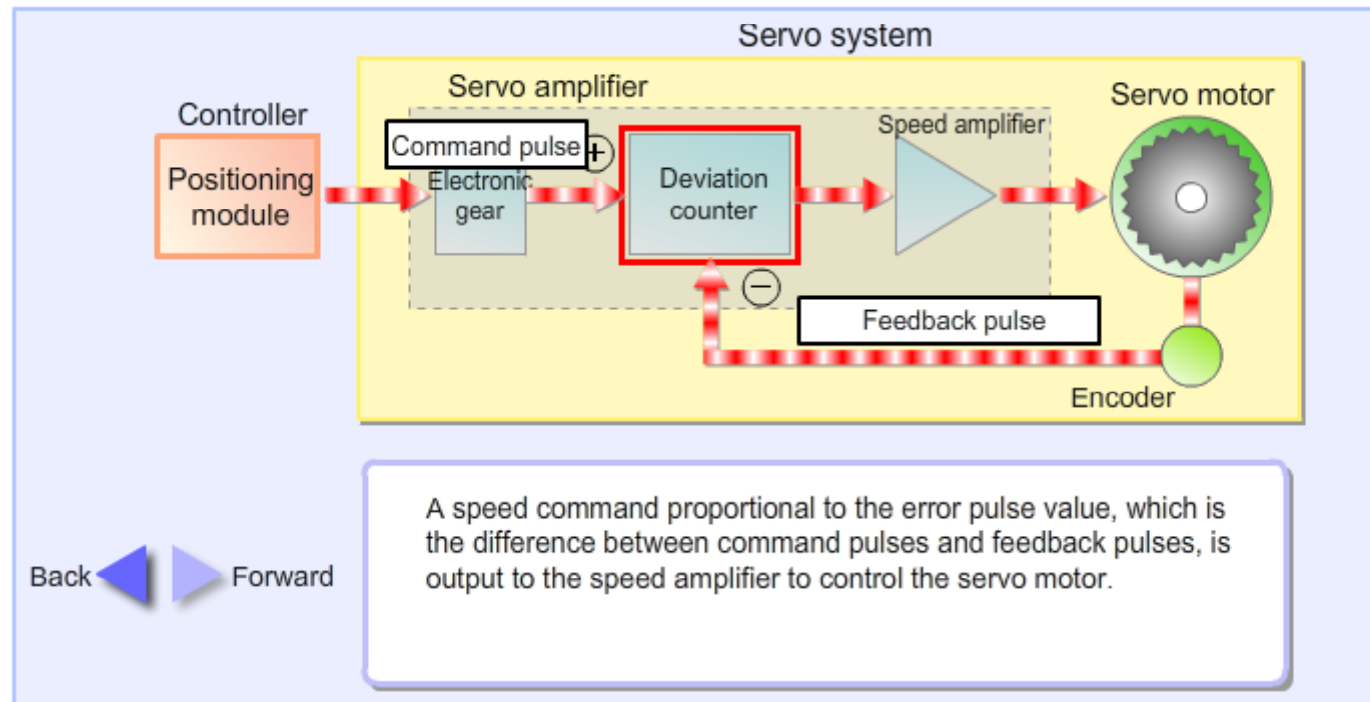 Servo system
Servo amplifier
Servo motor
Controller
Speed amplifier
Command pulse
+
Positioning
module
Electronic
gear
Deviation
counter
−
Feedback pulse
Encoder
A speed command proportional to the error pulse value, which is
the difference between command pulses and feedback pulses, is
output to the speed amplifier to control the servo motor.
Back
Forward